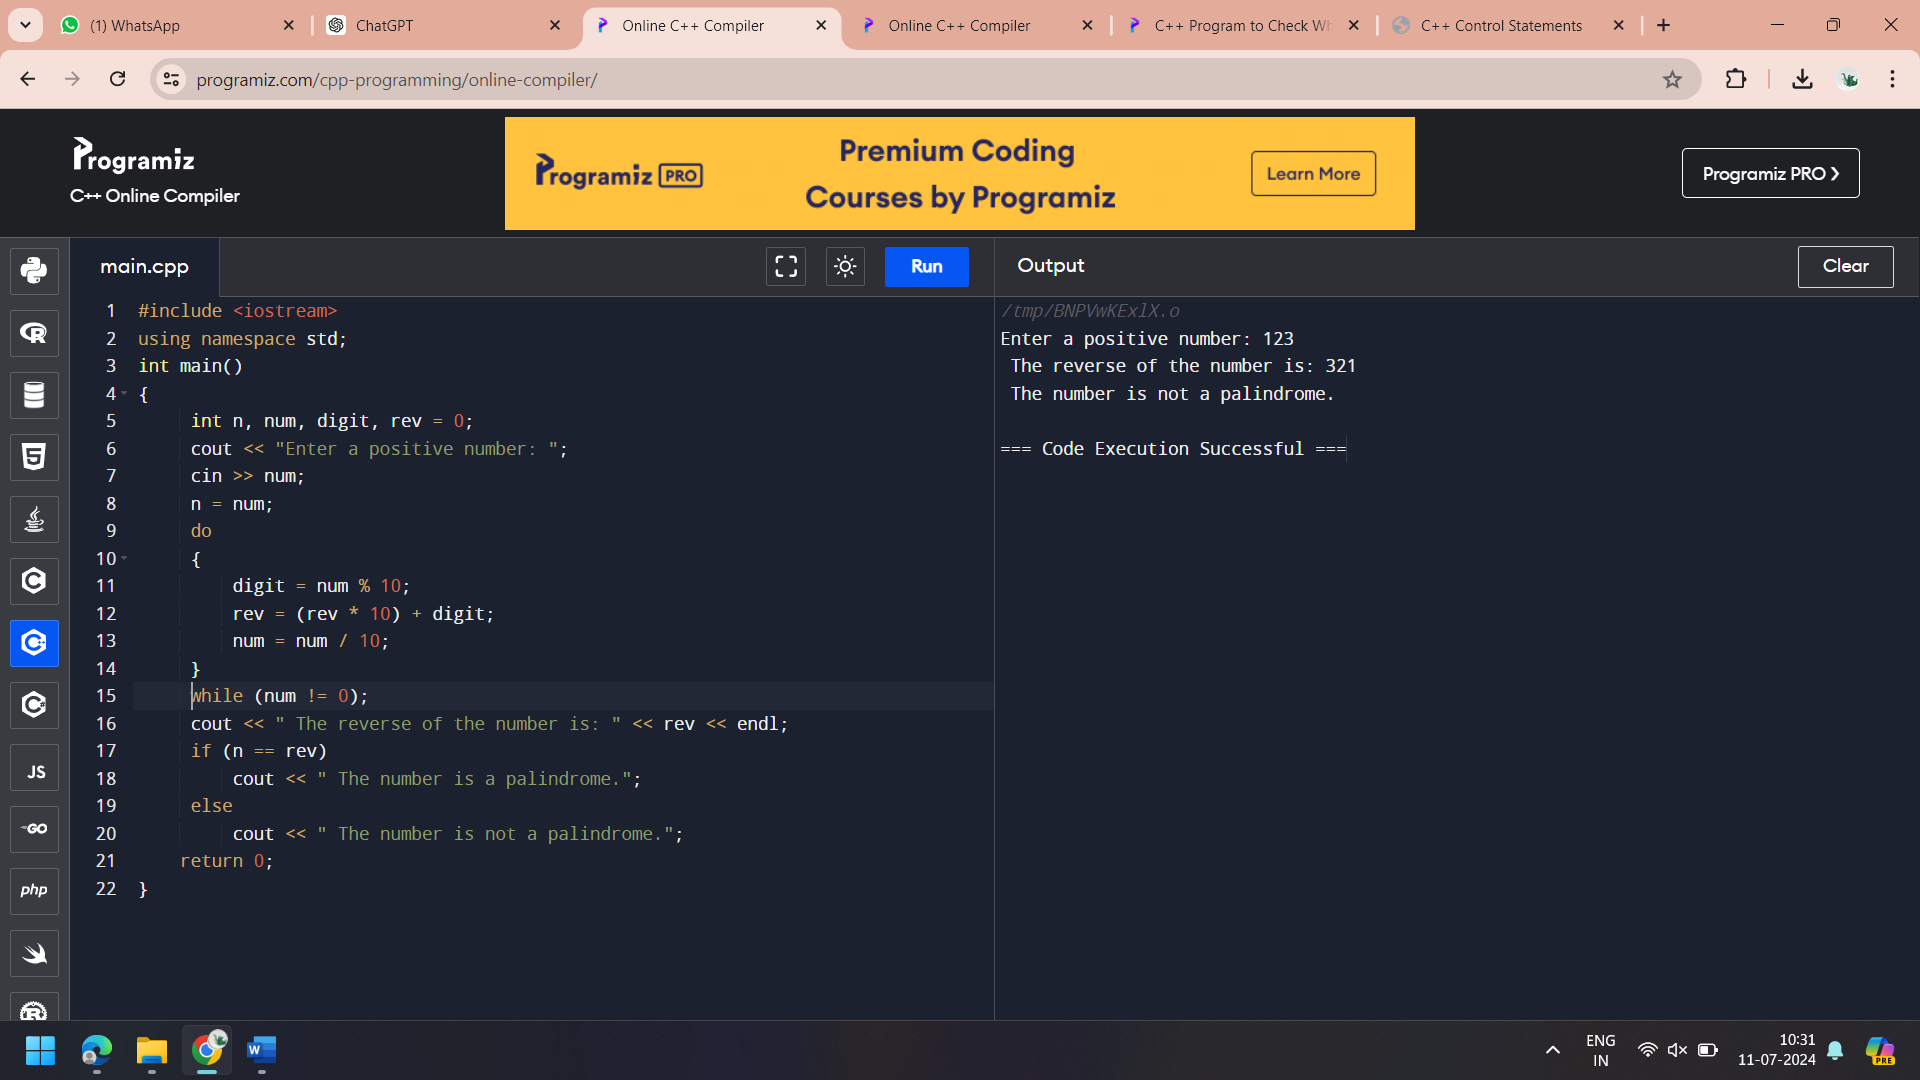 (1) WhatsApp
ChatGPT
Online C++ Compiler
Online C++ Compiler
C++ Program to Check Wh
C++ Control Statements
programiz.com/cpp-programming/online-compiler/
Programiz
C++ Online Compiler
Programiz PRO
Premium Coding
Courses by Programiz
Learn More
Programiz PRO
main.cpp
Run
Output
Clear
1 #include <iostream>
2 using namespace std;
3 int main()
4 {
5 int n, num, digit, rev = 0;
6 cout << "Enter a positive number: ";
7 cin >> num;
8 n = num;
9 do
10 {
11 digit = num % 10;
12 rev = (rev * 10) + digit;
13 num = num / 10;
14 }
15 while (num != 0);
16 cout << " The reverse of the number is: " << rev << endl;
17 if (n == rev)
18 cout << " The number is a palindrome.";
19 else
20 cout << " The number is not a palindrome.";
21 return 0;
22 }
/tmp/BNPVwKExlX.o
Enter a positive number: 123
The reverse of the number is: 321
The number is not a palindrome.
=== Code Execution Successful ===
R
5
C
C
C
JS
GO
php
R
W
ENG
IN
10:31
11-07-2024
PRE